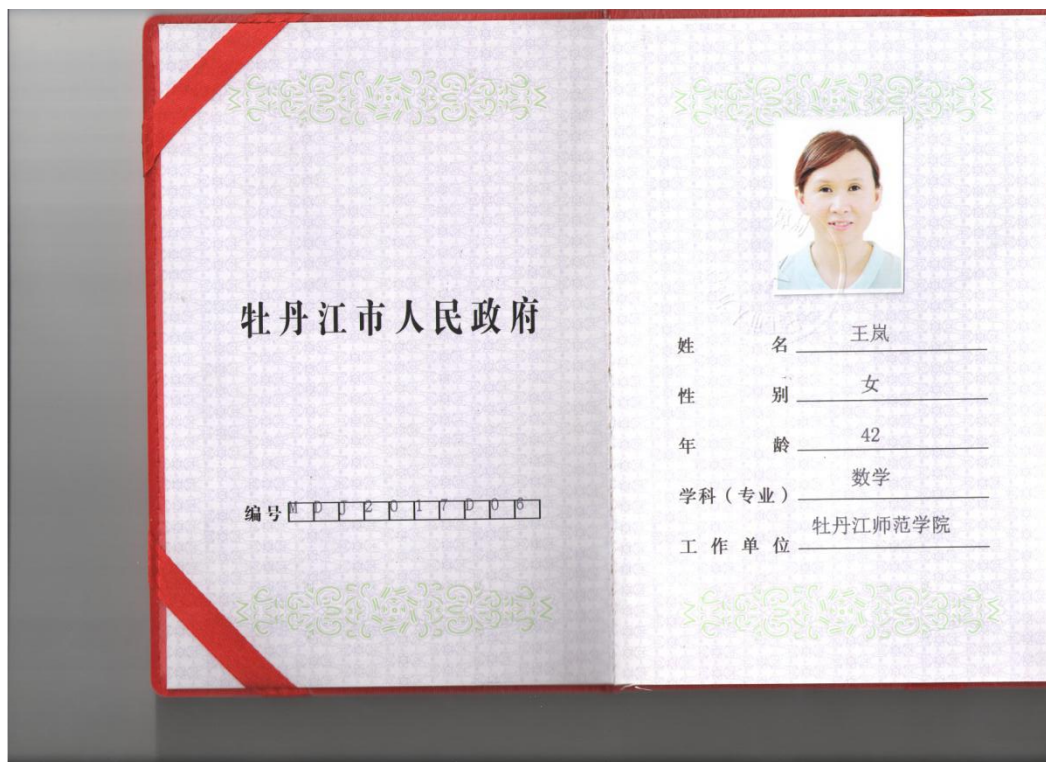 牡丹江市人民政府
编号 MDJ2017D06
姓 名 王岚
性 别 女
年 龄 42
学科（专业） 数学
工作单位 牡丹江师范学院